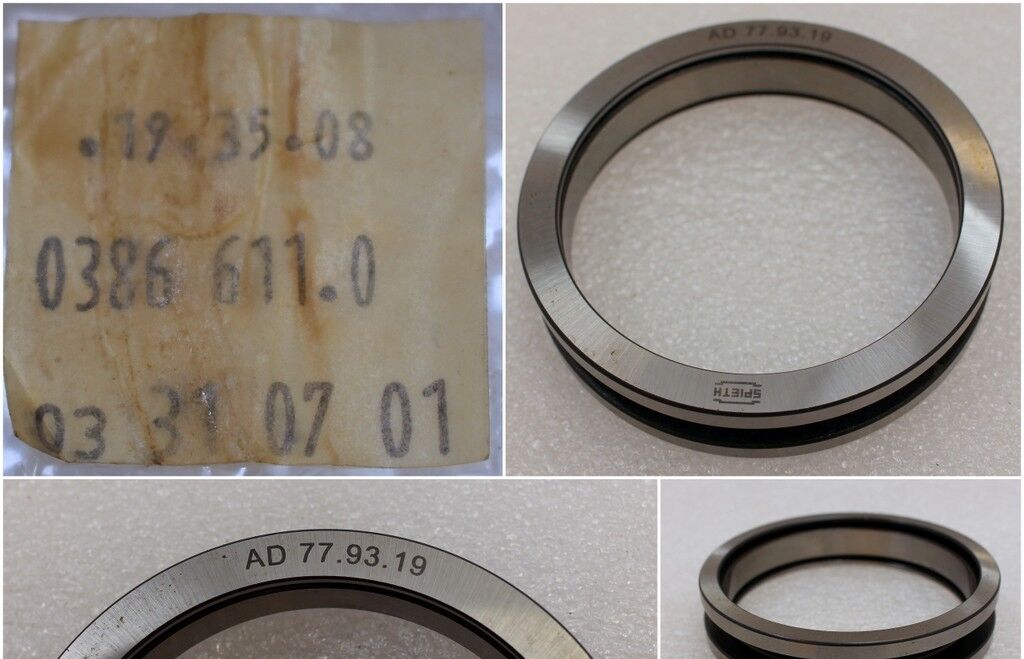 .19.35.08
0386 611.0
03 31 07 01
AD 77.93.19
SPIETH
AD 77.93.19